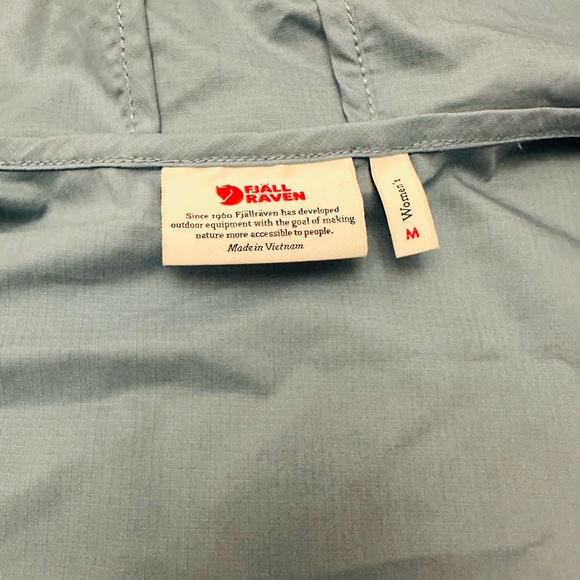 FJÄLL
RÄVEN
Since 1960 Fjällräven has developed
outdoor equipment with the goal of making
nature more accessible to people.
Made in Vietnam
Women's
M